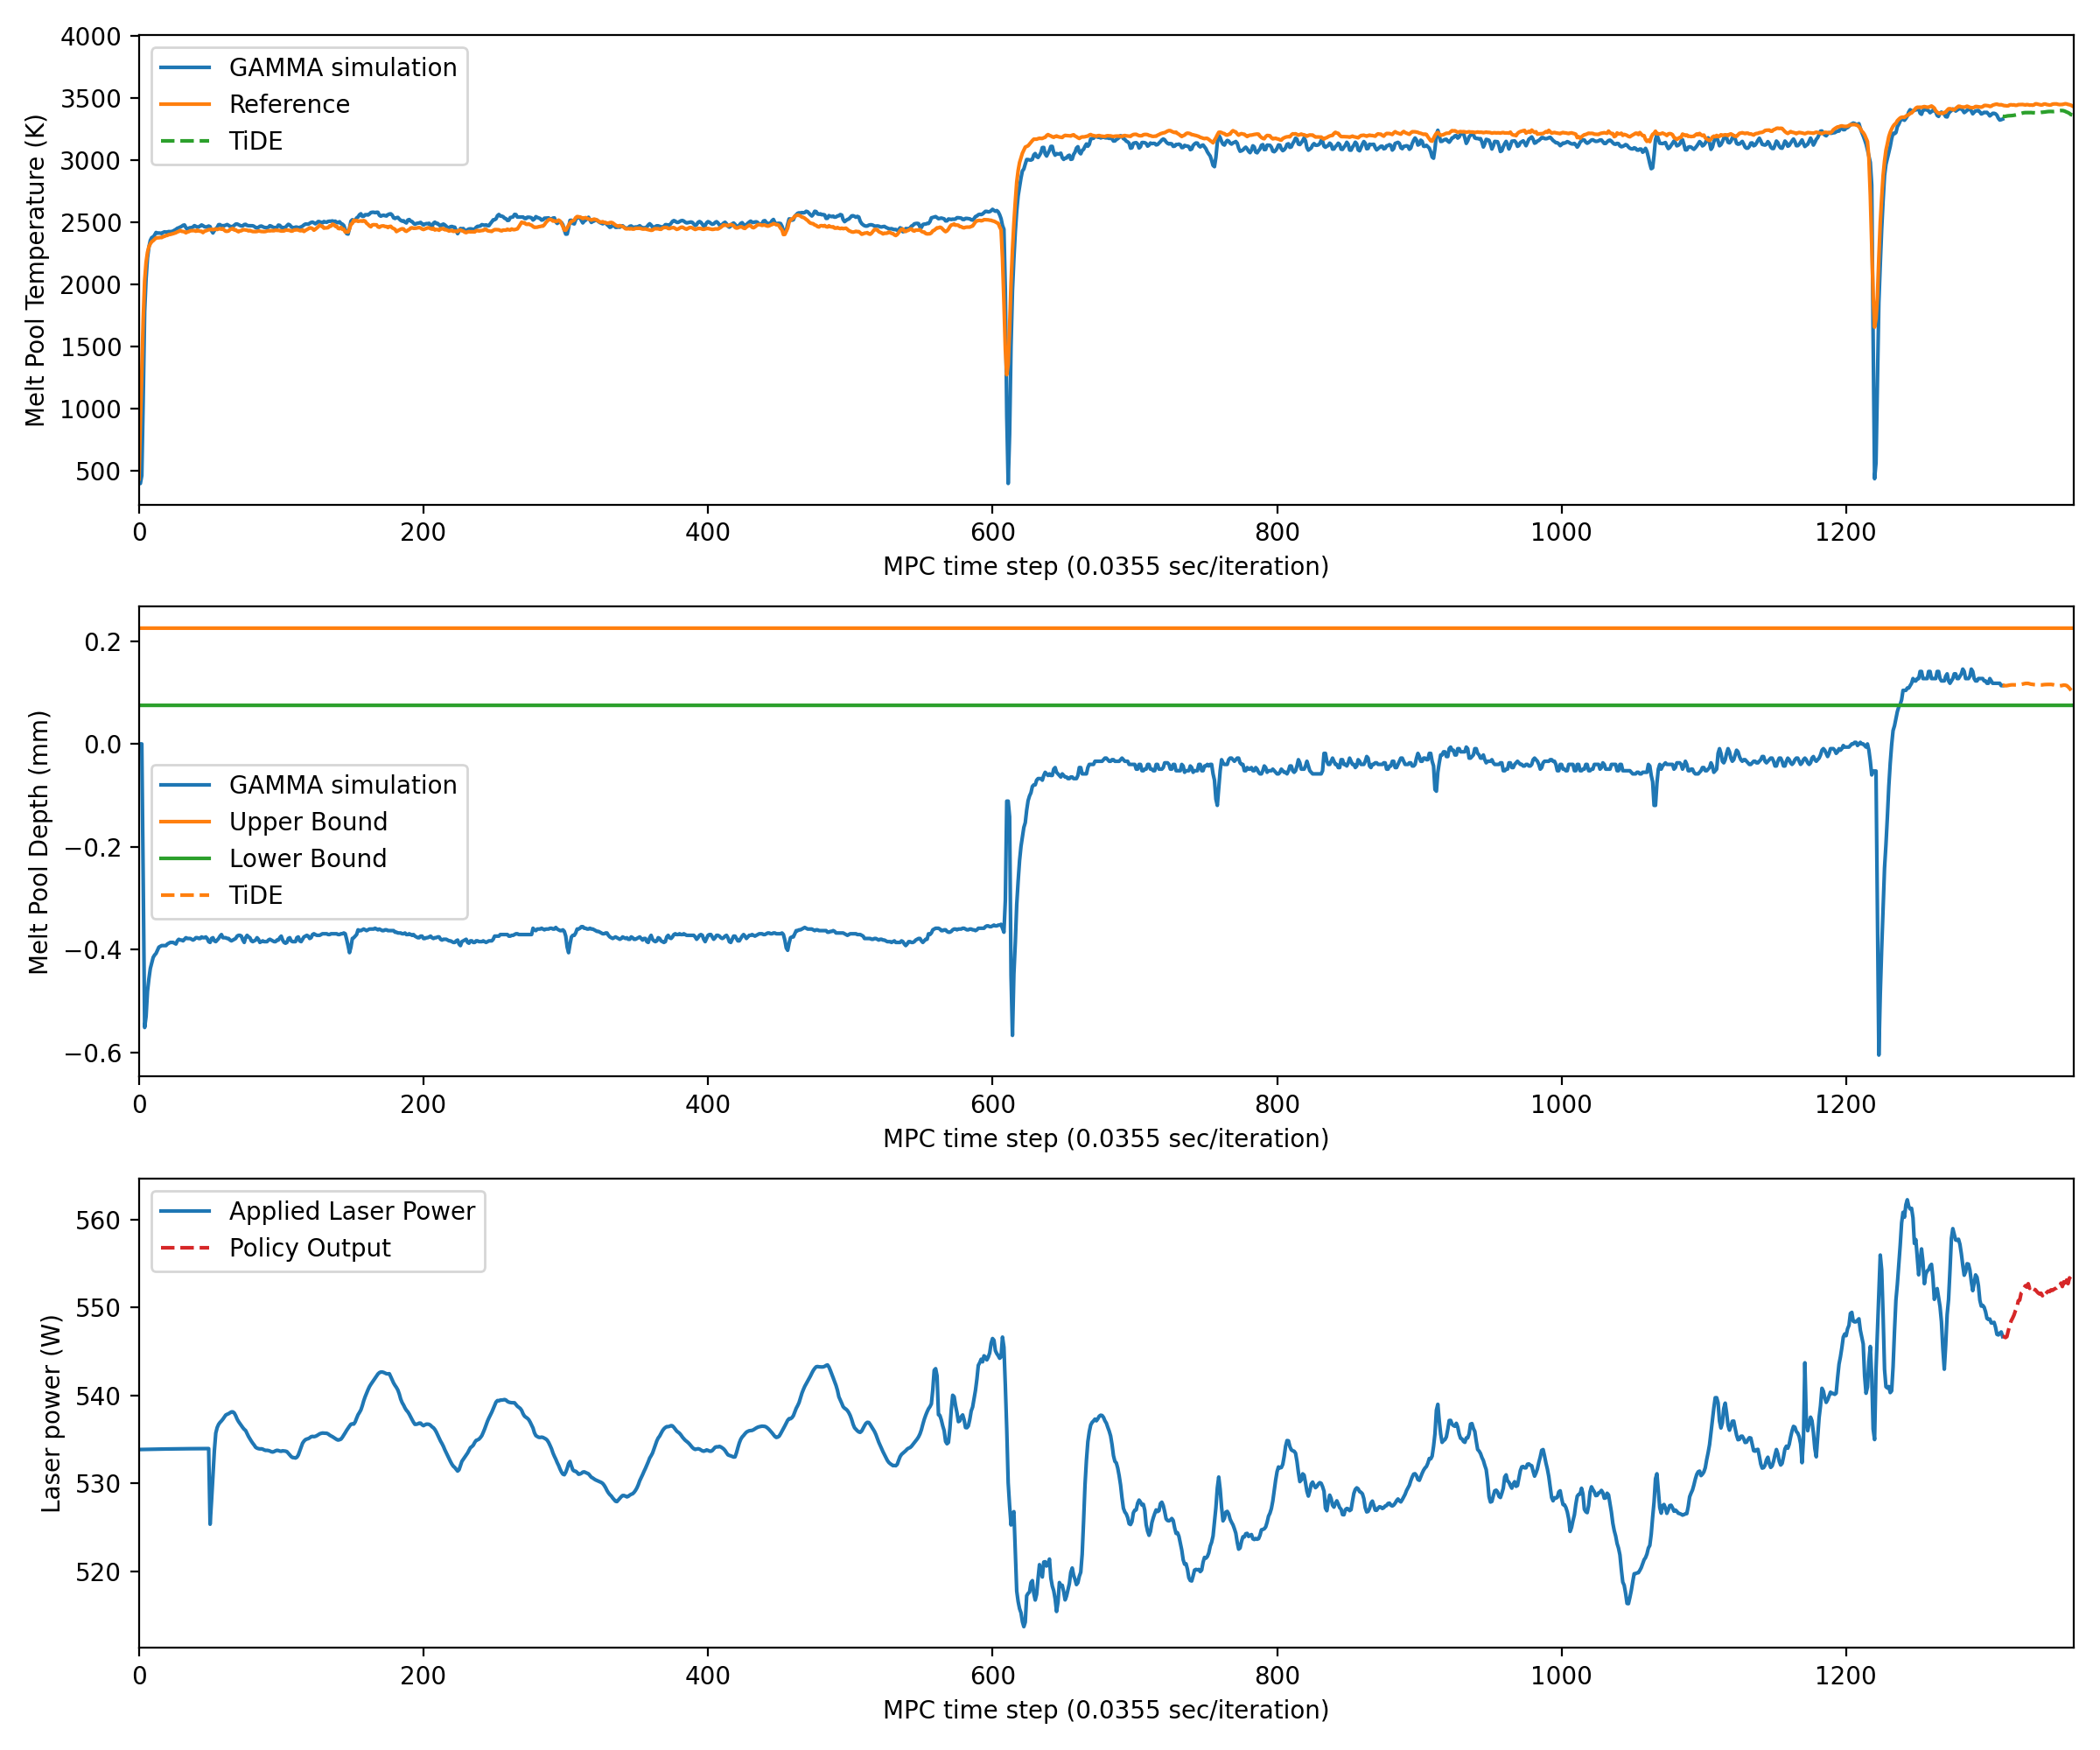 4000
3500
3000
2500
2000
1500
1000
500
Melt Pool Temperature (K)
GAMMA simulation
Reference
TiDE
0 200 400 600 800 1000 1200
MPC time step (0.0355 sec/iteration)
0.2
0.0
−0.2
−0.4
−0.6
Melt Pool Depth (mm)
GAMMA simulation
Upper Bound
Lower Bound
TiDE
0 200 400 600 800 1000 1200
MPC time step (0.0355 sec/iteration)
560
550
540
530
520
Laser power (W)
Applied Laser Power
Policy Output
0 200 400 600 800 1000 1200
MPC time step (0.0355 sec/iteration)